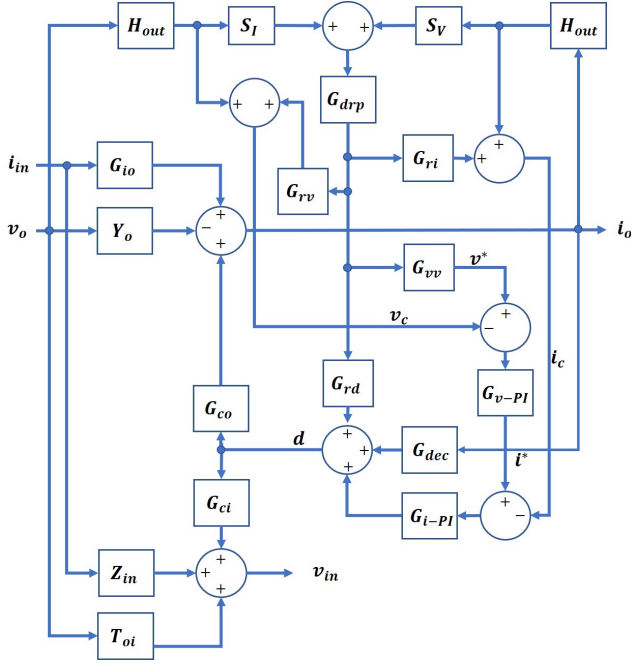 H_out S_I + + S_V H_out
+ + G_drp +
i_in G_io G_rv G_ri +
v_o Y_o - + + i_o
G_vv v^* +
v_c -
i_c
G_rd G_v-PI
G_co
d + + + G_dec i^*
G_ci G_i-PI + -
Z_in + + + v_in
T_oi